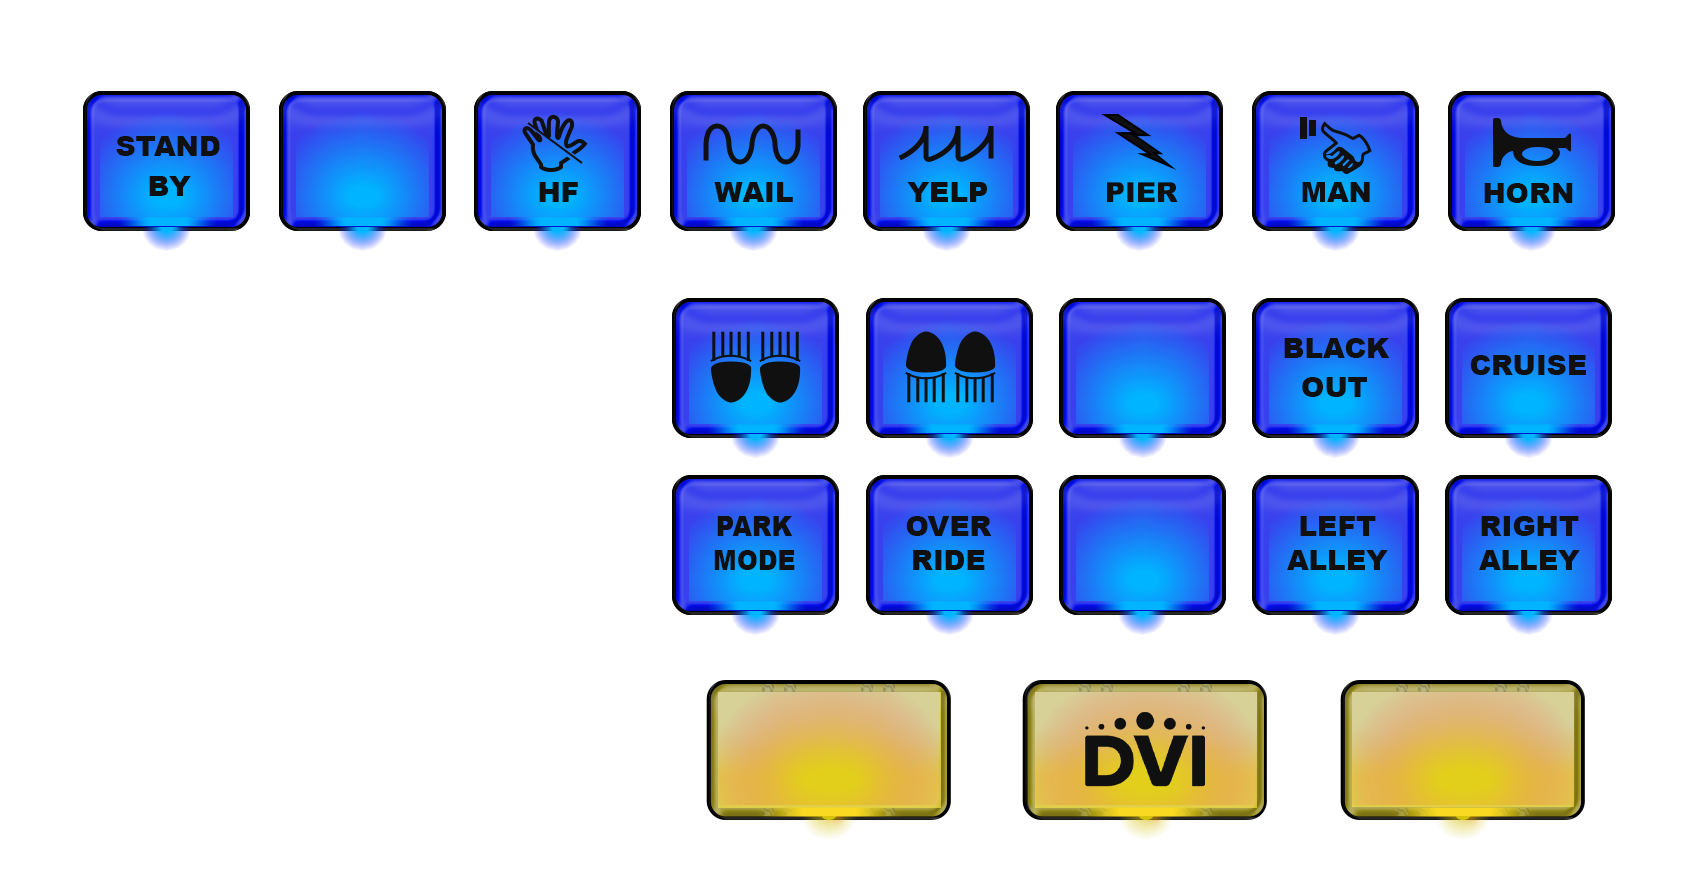 STAND
BY
HF
WAIL
YELP
PIER
MAN
HORN
BLACK
OUT
CRUISE
PARK
MODE
OVER
RIDE
LEFT
ALLEY
RIGHT
ALLEY
DVI